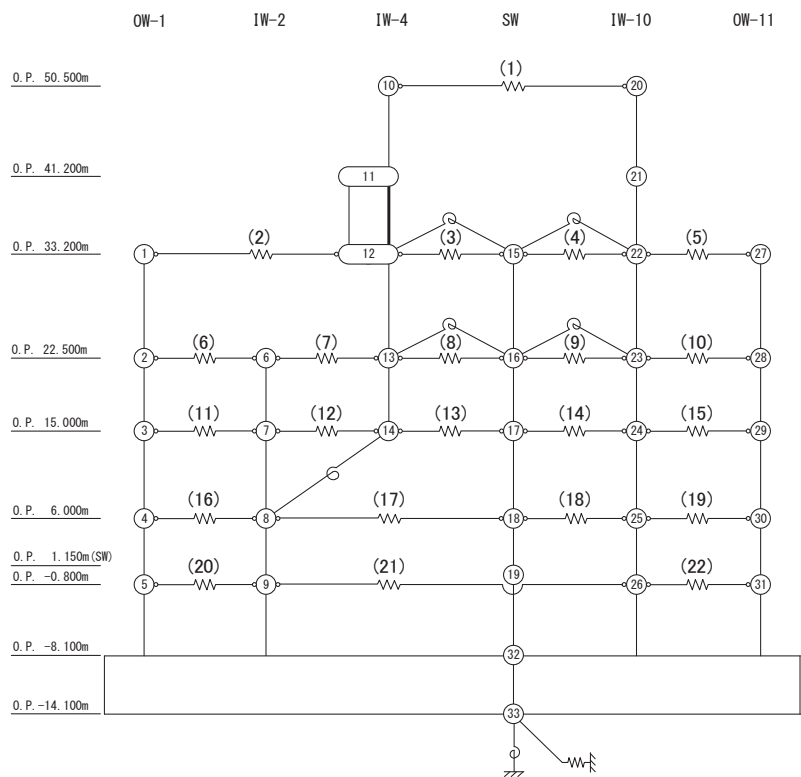 OW-1 IW-2 IW-4 SW IW-10 OW-11
(1)
O.P. 50.500m 10 20
O.P. 41.200m 11 21
(2) (3) (4) (5)
O.P. 33.200m 1 12 15 22 27
(6) (7) (8) (9) (10)
O.P. 22.500m 2 6 13 16 23 28
(11) (12) (13) (14) (15)
O.P. 15.000m 3 7 14 17 24 29
(16) (17) (18) (19)
O.P. 6.000m 4 8 18 25 30
O.P. 1.150m(SW) 19
(20) (21) (22)
O.P. -0.800m 5 9 26 31
O.P. -8.100m 32
O.P.-14.100m 33